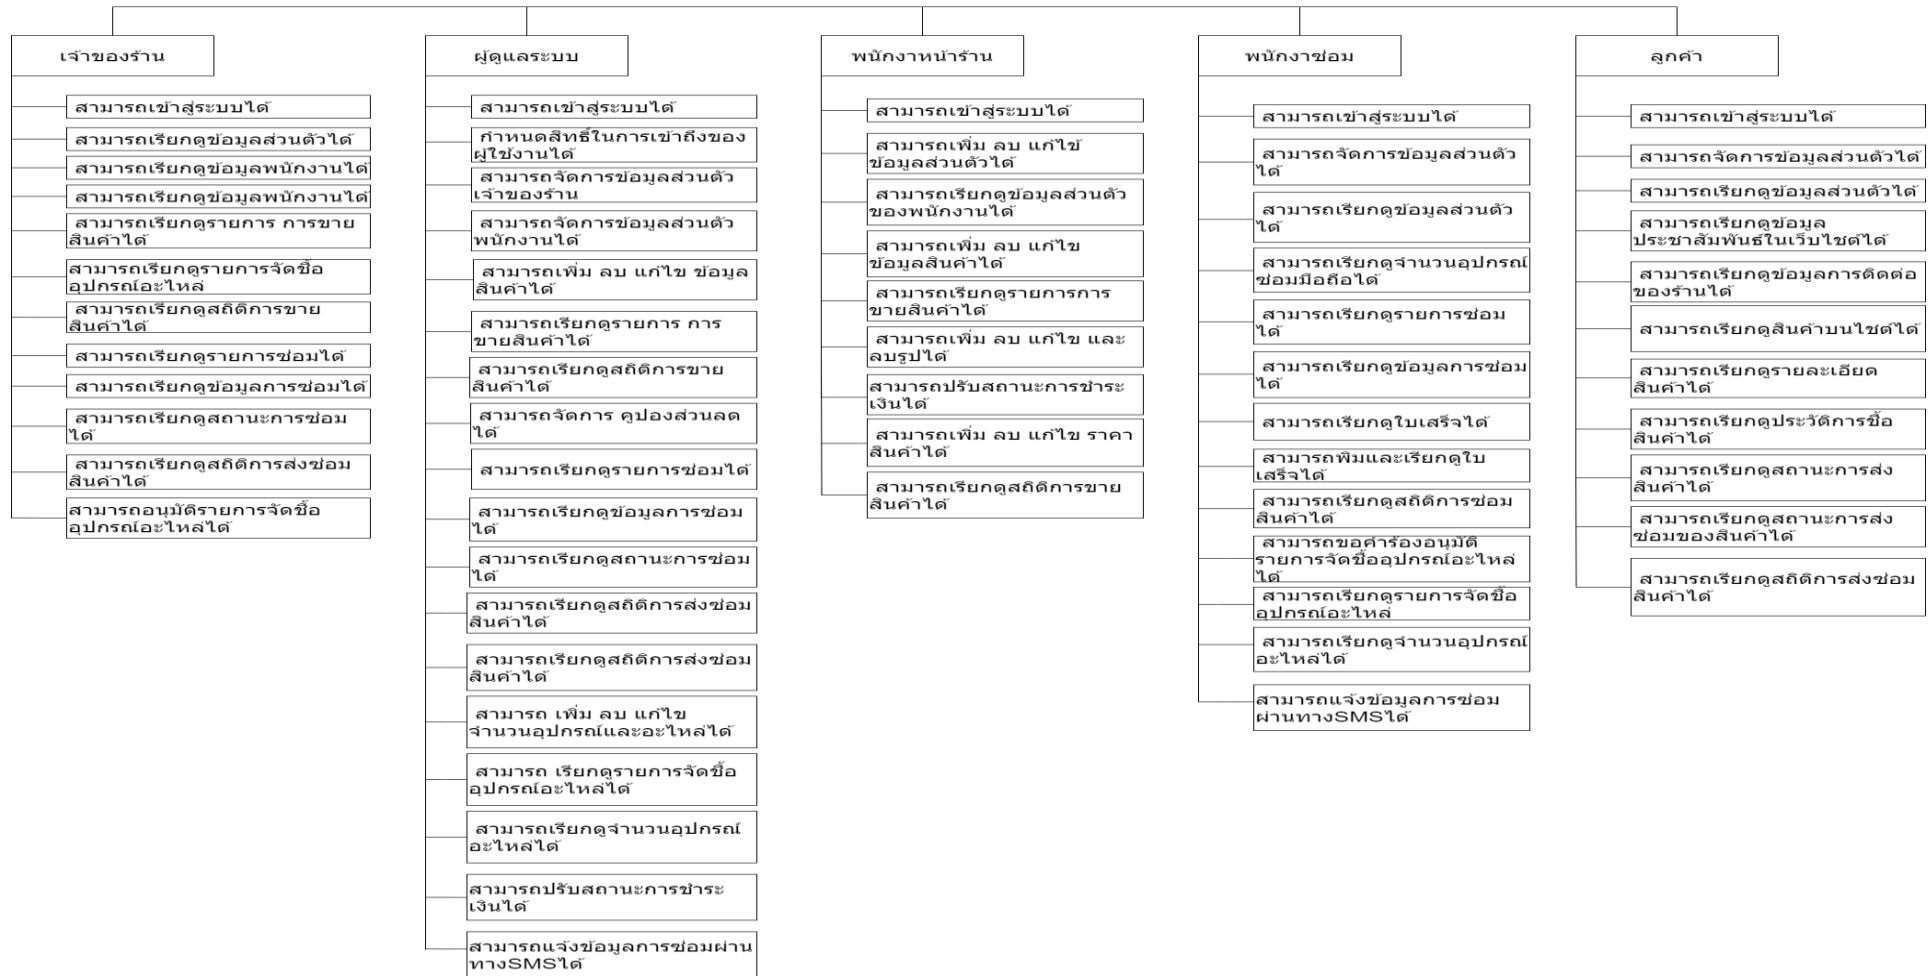 เจ้าของร้าน
สามารถเข้าสู่ระบบได้
สามารถเรียกดูข้อมูลส่วนตัวได้
สามารถเรียกดูข้อมูลพนักงานได้
สามารถเรียกดูข้อมูลพนักงานได้
สามารถเรียกดูรายการ การขาย
สินค้าได้
สามารถเรียกดูรายการจัดซื้อ
อุปกรณ์อะไหล่
สามารถเรียกดูสถิติการขาย
สินค้าได้
สามารถเรียกดูรายการซ่อมได้
สามารถเรียกดูข้อมูลการซ่อมได้
สามารถเรียกดูสถานะการซ่อม
ได้
สามารถเรียกดูสถิติการส่งซ่อม
สินค้าได้
สามารถอนุมัติรายการจัดซื้อ
อุปกรณ์อะไหล่ได้
ผู้ดูแลระบบ
สามารถเข้าสู่ระบบได้
กำหนดสิทธิ์ในการเข้าถึงของ
ผู้ใช้งานได้
สามารถจัดการข้อมูลส่วนตัว
เจ้าของร้าน
สามารถจัดการข้อมูลส่วนตัว
พนักงานได้
สามารถเพิ่ม ลบ แก้ไข ข้อมูล
สินค้าได้
สามารถเรียกดูรายการ การ
ขายสินค้าได้
สามารถเรียกดูสถิติการขาย
สินค้าได้
สามารถจัดการ คูปองส่วนลด
ได้
สามารถเรียกดูรายการซ่อมได้
สามารถเรียกดูข้อมูลการซ่อม
ได้
สามารถเรียกดูสถานะการซ่อม
ได้
สามารถเรียกดูสถิติการส่งซ่อม
สินค้าได้
สามารถเรียกดูสถิติการส่งซ่อม
สินค้าได้
สามารถ เพิ่ม ลบ แก้ไข
จำนวนอุปกรณ์และอะไหล่ได้
สามารถ เรียกดูรายการจัดซื้อ
อุปกรณ์อะไหล่ได้
สามารถเรียกดูจำนวนอุปกรณ์
อะไหล่ได้
สามารถปรับสถานะการชำระ
เงินได้
สามารถแจ้งข้อมูลการซ่อมผ่าน
ทางSMSได้
พนักงาหน้าร้าน
สามารถเข้าสู่ระบบได้
สามารถเพิ่ม ลบ แก้ไข้
ข้อมูลส่วนตัวได้
สามารถเรียกดูข้อมูลส่วนตัว
ของพนักงานได้
สามารถเพิ่ม ลบ แก้ไข
ข้อมูลสินค้าได้
สามารถเรียกดูรายการการ
ขายสินค้าได้
สามารถเพิ่ม ลบ แก้ไข และ
ลบรูปได้
สามารถปรับสถานะการชำระ
เงินได้
สามารถเพิ่ม ลบ แก้ไข ราคา
สินค้าได้
สามารถเรียกดูสถิติการขาย
สินค้าได้
พนักงาซ่อม
สามารถเข้าสู่ระบบได้
สามารถจัดการข้อมูลส่วนตัว
ได้
สามารถเรียกดูข้อมูลส่วนตัว
ได้
สามารถเรียกดูจำนวนอุปกรณ์
ซ่อมมือถือได้
สามารถเรียกดูรายการซ่อม
ได้
สามารถเรียกดูข้อมูลการซ่อม
ได้
สามารถเรียกดูใบเสร็จได้
สามารถพิมและเรียกดูใบ
เสร็จได้
สามารถเรียกดูสถิติการซ่อม
สินค้าได้
สามารถขอคำร้องอนุมัติ
รายการจัดซื้ออุปกรณ์อะไหล่
ได้
สามารถเรียกดูรายการจัดซื้อ
อุปกรณ์อะไหล่
สามารถเรียกดูจำนวนอุปกรณ์
อะไหล่ได้
สามารถแจ้งข้อมูลการซ่อม
ผ่านทางSMSได้
ลูกค้า
สามารถเข้าสู่ระบบได้
สามารถจัดการข้อมูลส่วนตัวได้
สามารถเรียกดูข้อมูลส่วนตัวได้
สามารถเรียกดูข้อมูล
ประชาสัมพันธ์ในเว็บไซต์ได้
สามารถเรียกดูข้อมูลการติดต่อ
ของร้านได้
สามารถเรียกดูสินค้าบนไซต์ได้
สามารถเรียกดูรายละเอียด
สินค้าได้
สามารถเรียกดูประวัติการซื้อ
สินค้าได้
สามารถเรียกดูสถานะการส่ง
สินค้าได้
สามารถเรียกดูสถานะการส่ง
ซ่อมของสินค้าได้
สามารถเรียกดูสถิติการส่งซ่อม
สินค้าได้